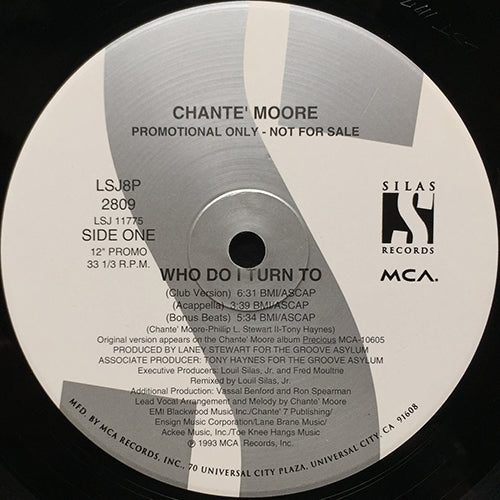 CHANTE' MOORE
PROMOTIONAL ONLY - NOT FOR SALE
LSJ8P
2809
LSJ 11775
SIDE ONE
12" PROMO
33 1/3 R.P.M.
SILAS
S
RECORDS
MCA.
WHO DO I TURN TO
(Club Version) 6:31 BMI/ASCAP
(Acappella) 3:39 BMI/ASCAP
(Bonus Beats) 5:34 BMI/ASCAP
(Chante' Moore-Philip L. Stewart II-Tony Haynes)
Original version appears on the Chante' Moore album Precious MCA-10605
PRODUCED BY LANEY STEWART FOR THE GROOVE ASYLUM
ASSOCIATE PRODUCER: TONY HAYNES FOR GROOVE ASYLUM
Executive Producers: Louil Silas, Jr. and Fred Moultrie
Remixed by Louil Silas, Jr.
Additional Production: Vassal Benford and Ron Spearman
Lead Vocal Arrangement and Melody by Chante' Moore
EMI Blackwood Music Inc./Chante' 7 Publishing/
Ensign Music Corporation/Lane Brane Music/
Ackee Music, Inc./Toe Knee Hangs Music
℗ 1993 MCA Records, Inc.
MFD. BY MCA RECORDS, INC., 70 UNIVERSAL CITY PLAZA, UNIVERSAL CITY, CA 91608